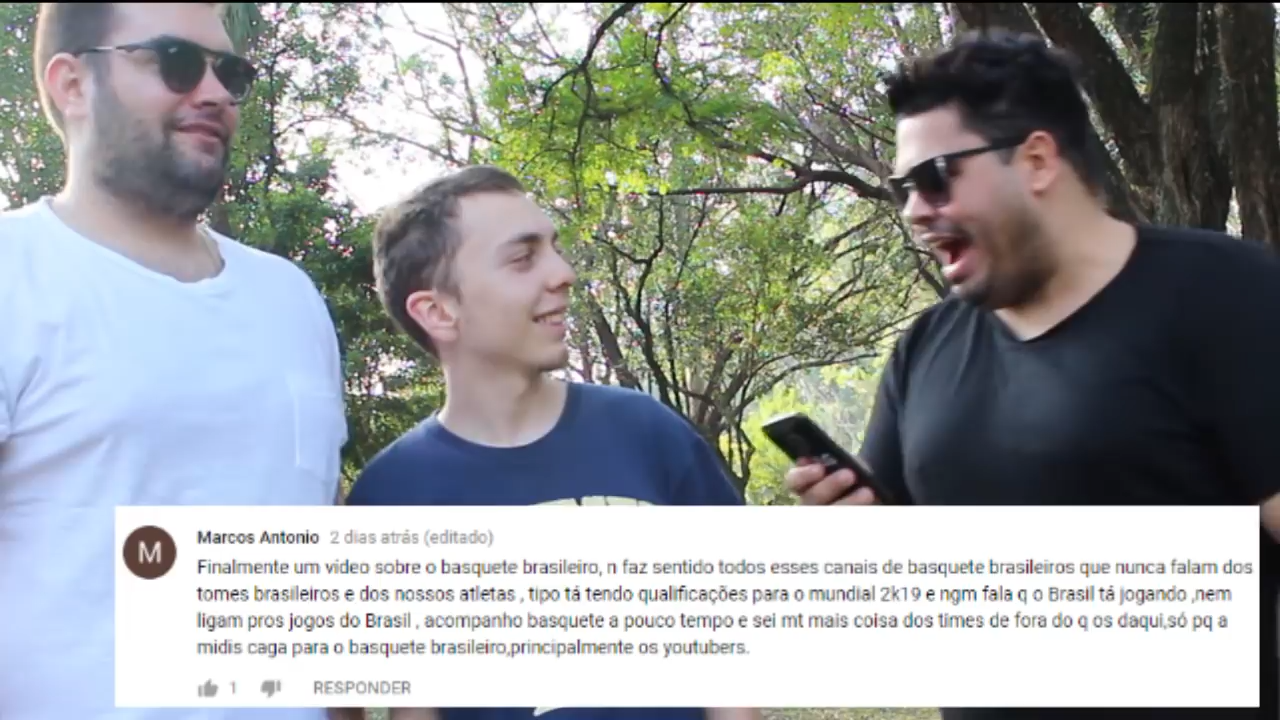 M
Marcos Antonio 2 dias atrás (editado)
Finalmente um video sobre o basquete brasileiro, n faz sentido todos esses canais de basquete brasileiros que nunca falam dos
tomes brasileiros e dos nossos atletas , tipo tá tendo qualificações para o mundial 2k19 e ngm fala q o Brasil tá jogando ,nem
ligam pros jogos do Brasil , acompanho basquete a pouco tempo e sei mt mais coisa dos times de fora do q os daqui,só pq a
midis caga para o basquete brasileiro,principalmente os youtubers.
1 RESPONDER